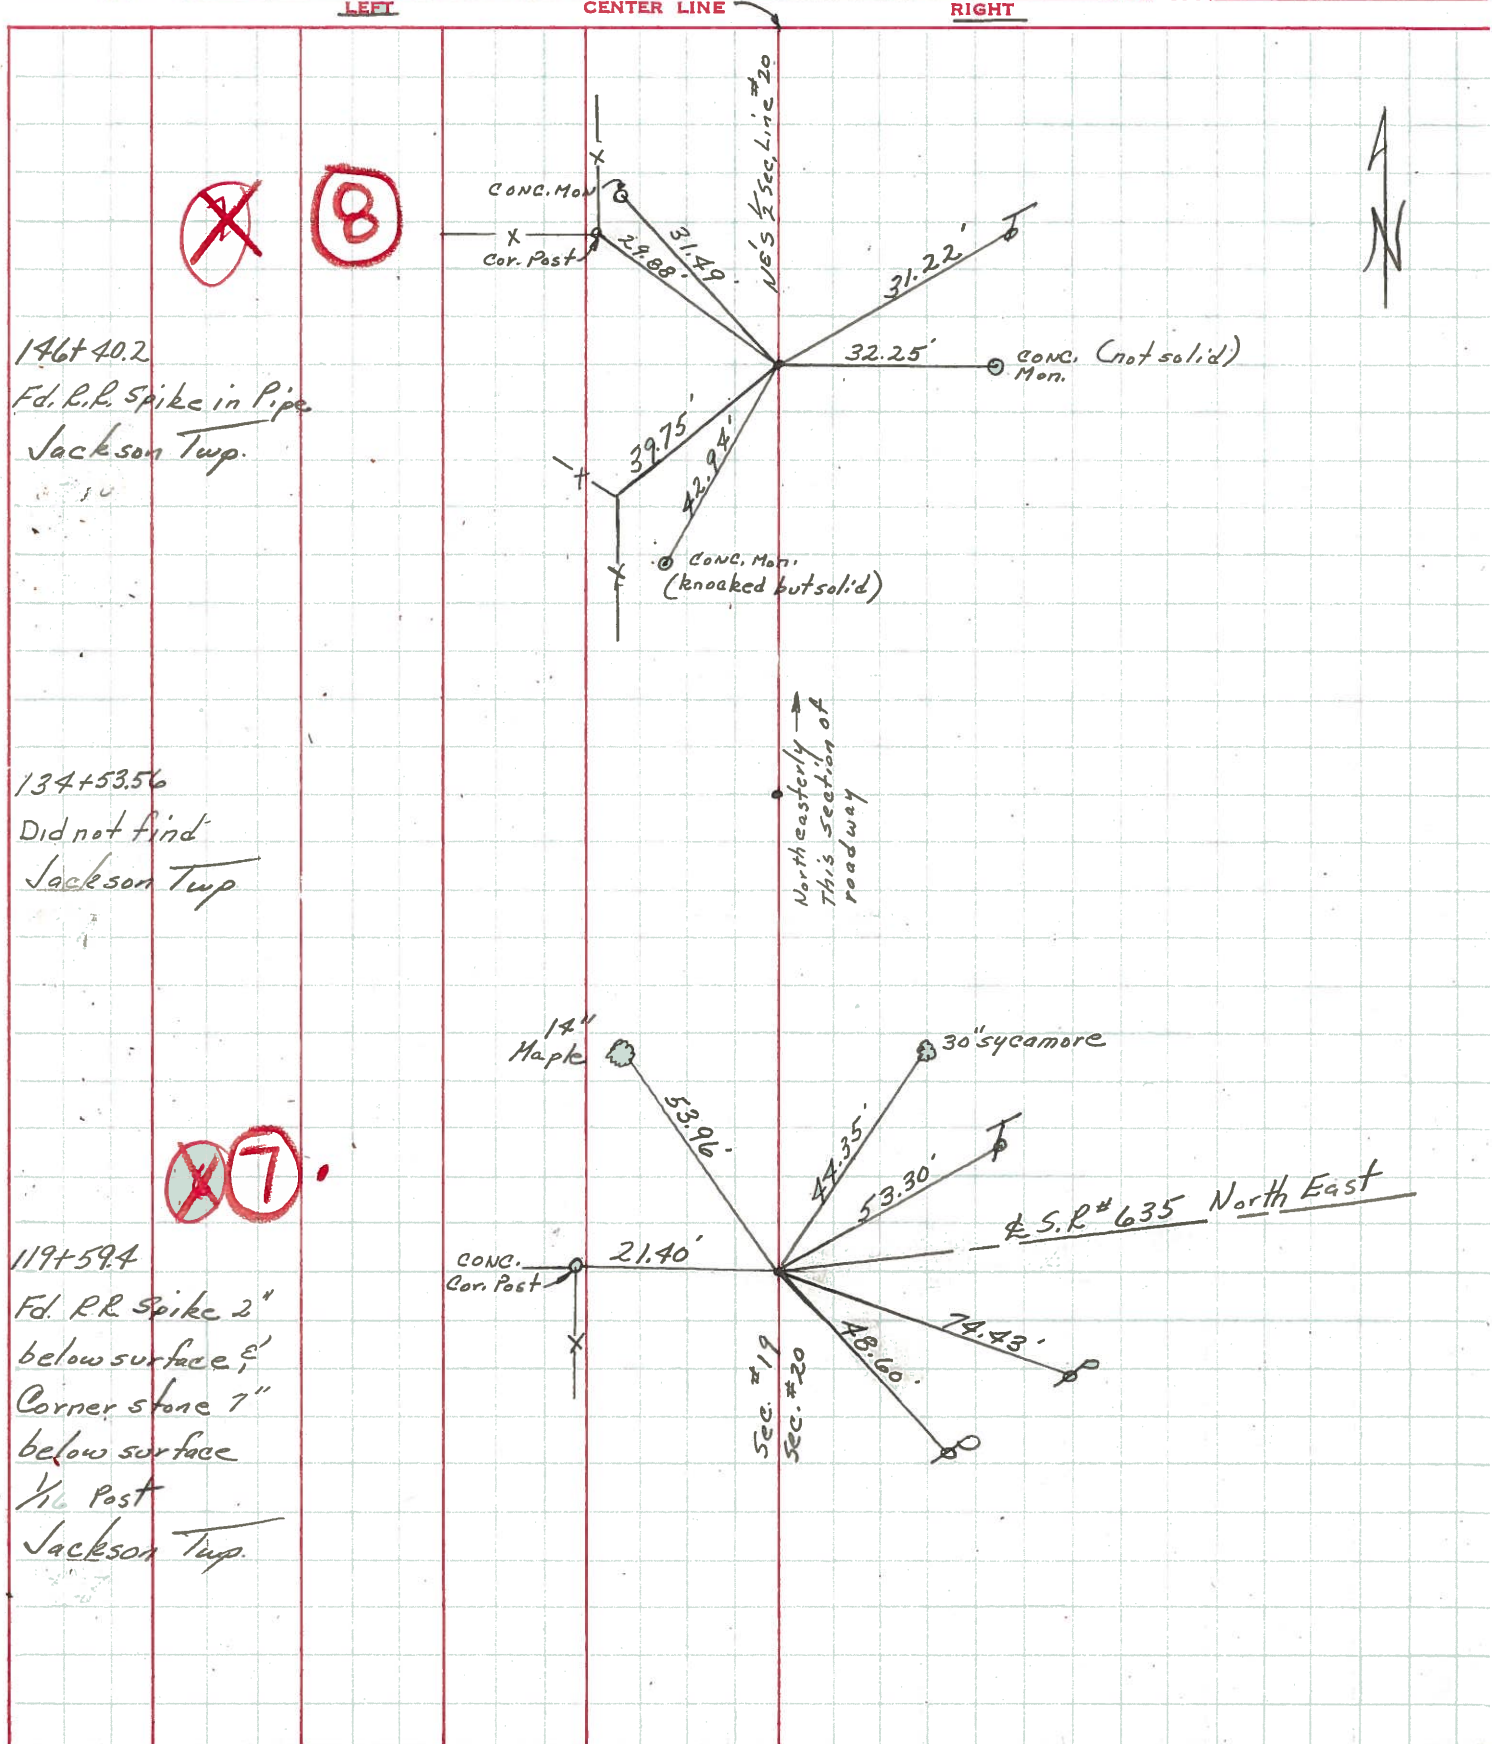 LEFT
CENTER LINE
RIGHT
N&S 1/2 Sec. Line #20
8
CONC. MON
Cor. Post
31.49'
29.88'
31.22'
N
146+40.2
Fd. R.R. Spike in Pipe
Jackson Twp.
32.25'
CONC. (not solid)
Mon.
39.75'
42.94'
CONC. Mon.
(knoaked but solid)
134+53.56
Did not find
Jackson Twp
Northeasterly
This section of
roadway
14"
Maple
30" sycamore
53.96'
44.35'
53.30'
7
℄ S.R #635 North East
119+59.4
Fd. R.R. Spike 2"
below surface &
Corner stone 7"
below surface
1/16 Post
Jackson Twp.
CONC.
Cor. Post
21.40'
74.43'
48.60'
Sec. #19
Sec. #20